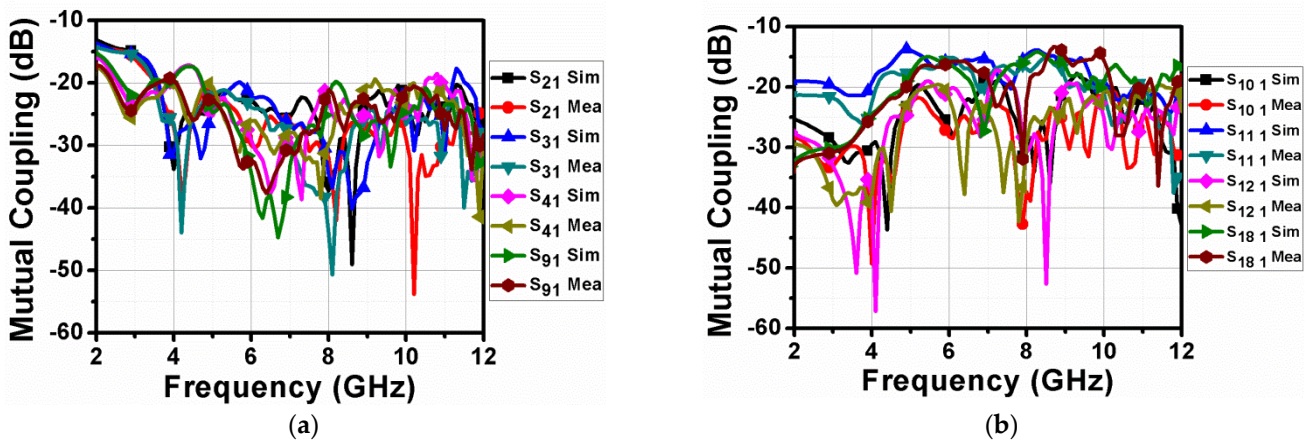 -10
-20
-30
-40
-50
-60
Mutual Coupling (dB)
2 4 6 8 10 12
Frequency (GHz)
S21 Sim
S21 Mea
S31 Sim
S31 Mea
S41 Sim
S41 Mea
S91 Sim
S91 Mea
(a)
-10
-20
-30
-40
-50
-60
Mutual Coupling (dB)
2 4 6 8 10 12
Frequency (GHz)
S10 1 Sim
S10 1 Mea
S11 1 Sim
S11 1 Mea
S12 1 Sim
S12 1 Mea
S18 1 Sim
S18 1 Mea
(b)